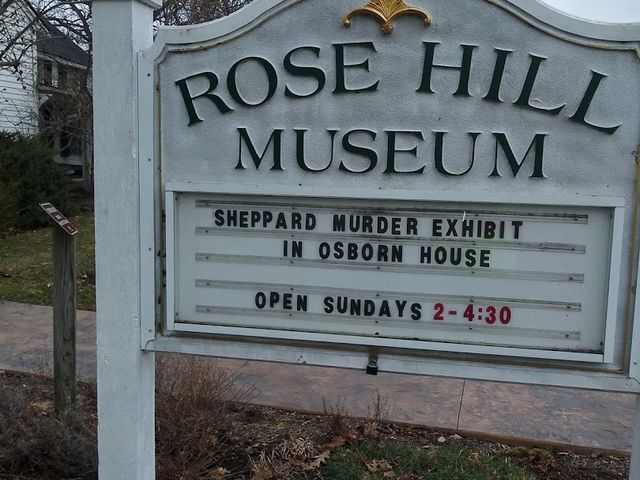 ROSE HILL
MUSEUM
SHEPPARD MURDER EXHIBIT
IN OSBORN HOUSE
OPEN SUNDAYS 2-4:30